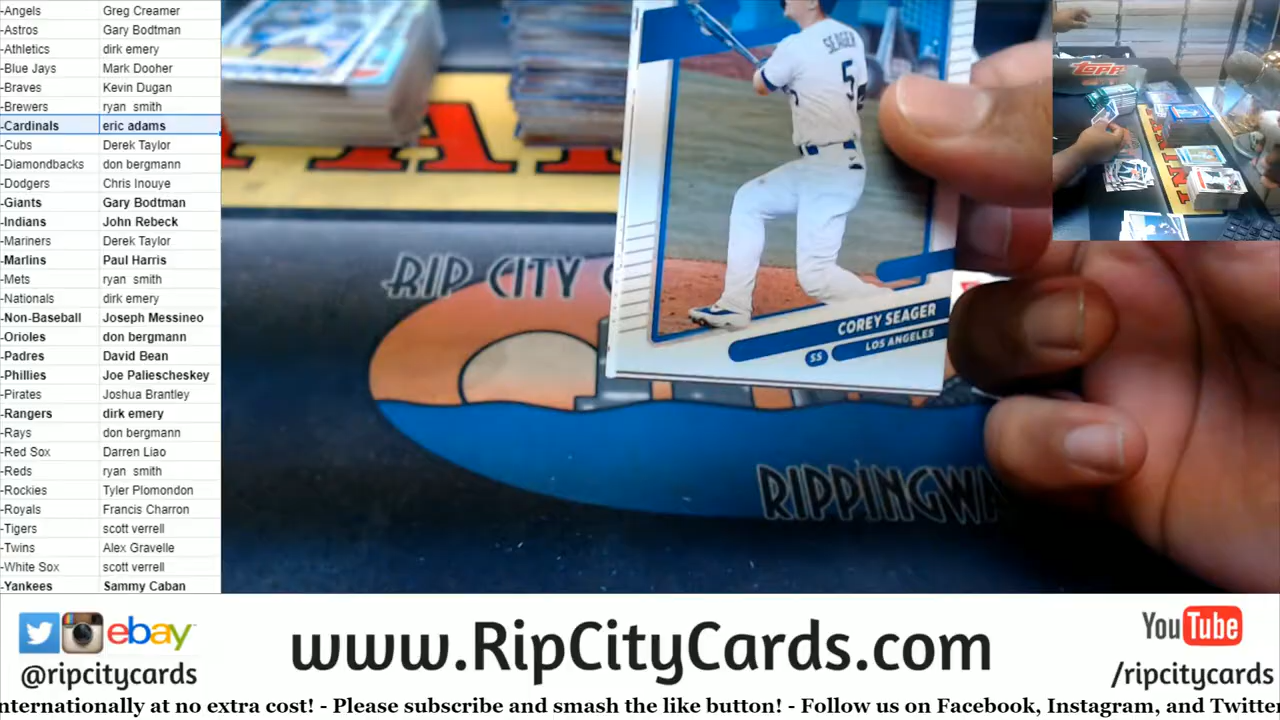 -Angels Greg Creamer
-Astros Gary Bodtman
-Athletics dirk emery
-Blue Jays Mark Dooher
-Braves Kevin Dugan
-Brewers ryan smith
-Cardinals eric adams
-Cubs Derek Taylor
-Diamondbacks don bergmann
-Dodgers Chris Inouye
-Giants Gary Bodtman
-Indians John Rebeck
-Mariners Derek Taylor
-Marlins Paul Harris
-Mets ryan smith
-Nationals dirk emery
-Non-Baseball Joseph Messineo
-Orioles don bergmann
-Padres David Bean
-Phillies Joe Paliescheskey
-Pirates Joshua Brantley
-Rangers dirk emery
-Rays don bergmann
-Red Sox Darren Liao
-Reds ryan smith
-Rockies Tyler Plomondon
-Royals Francis Charron
-Tigers scott verrell
-Twins Alex Gravelle
-White Sox scott verrell
-Yankees Sammy Caban
SEAGER
5
COREY SEAGER
SS LOS ANGELES
RIP CITY
RIPPINGWA
TOPPS
ebay
@ripcitycards
www.RipCityCards.com
YouTube
/ripcitycards
nternationally at no extra cost! - Please subscribe and smash the like button! - Follow us on Facebook, Instagram, and Twitter